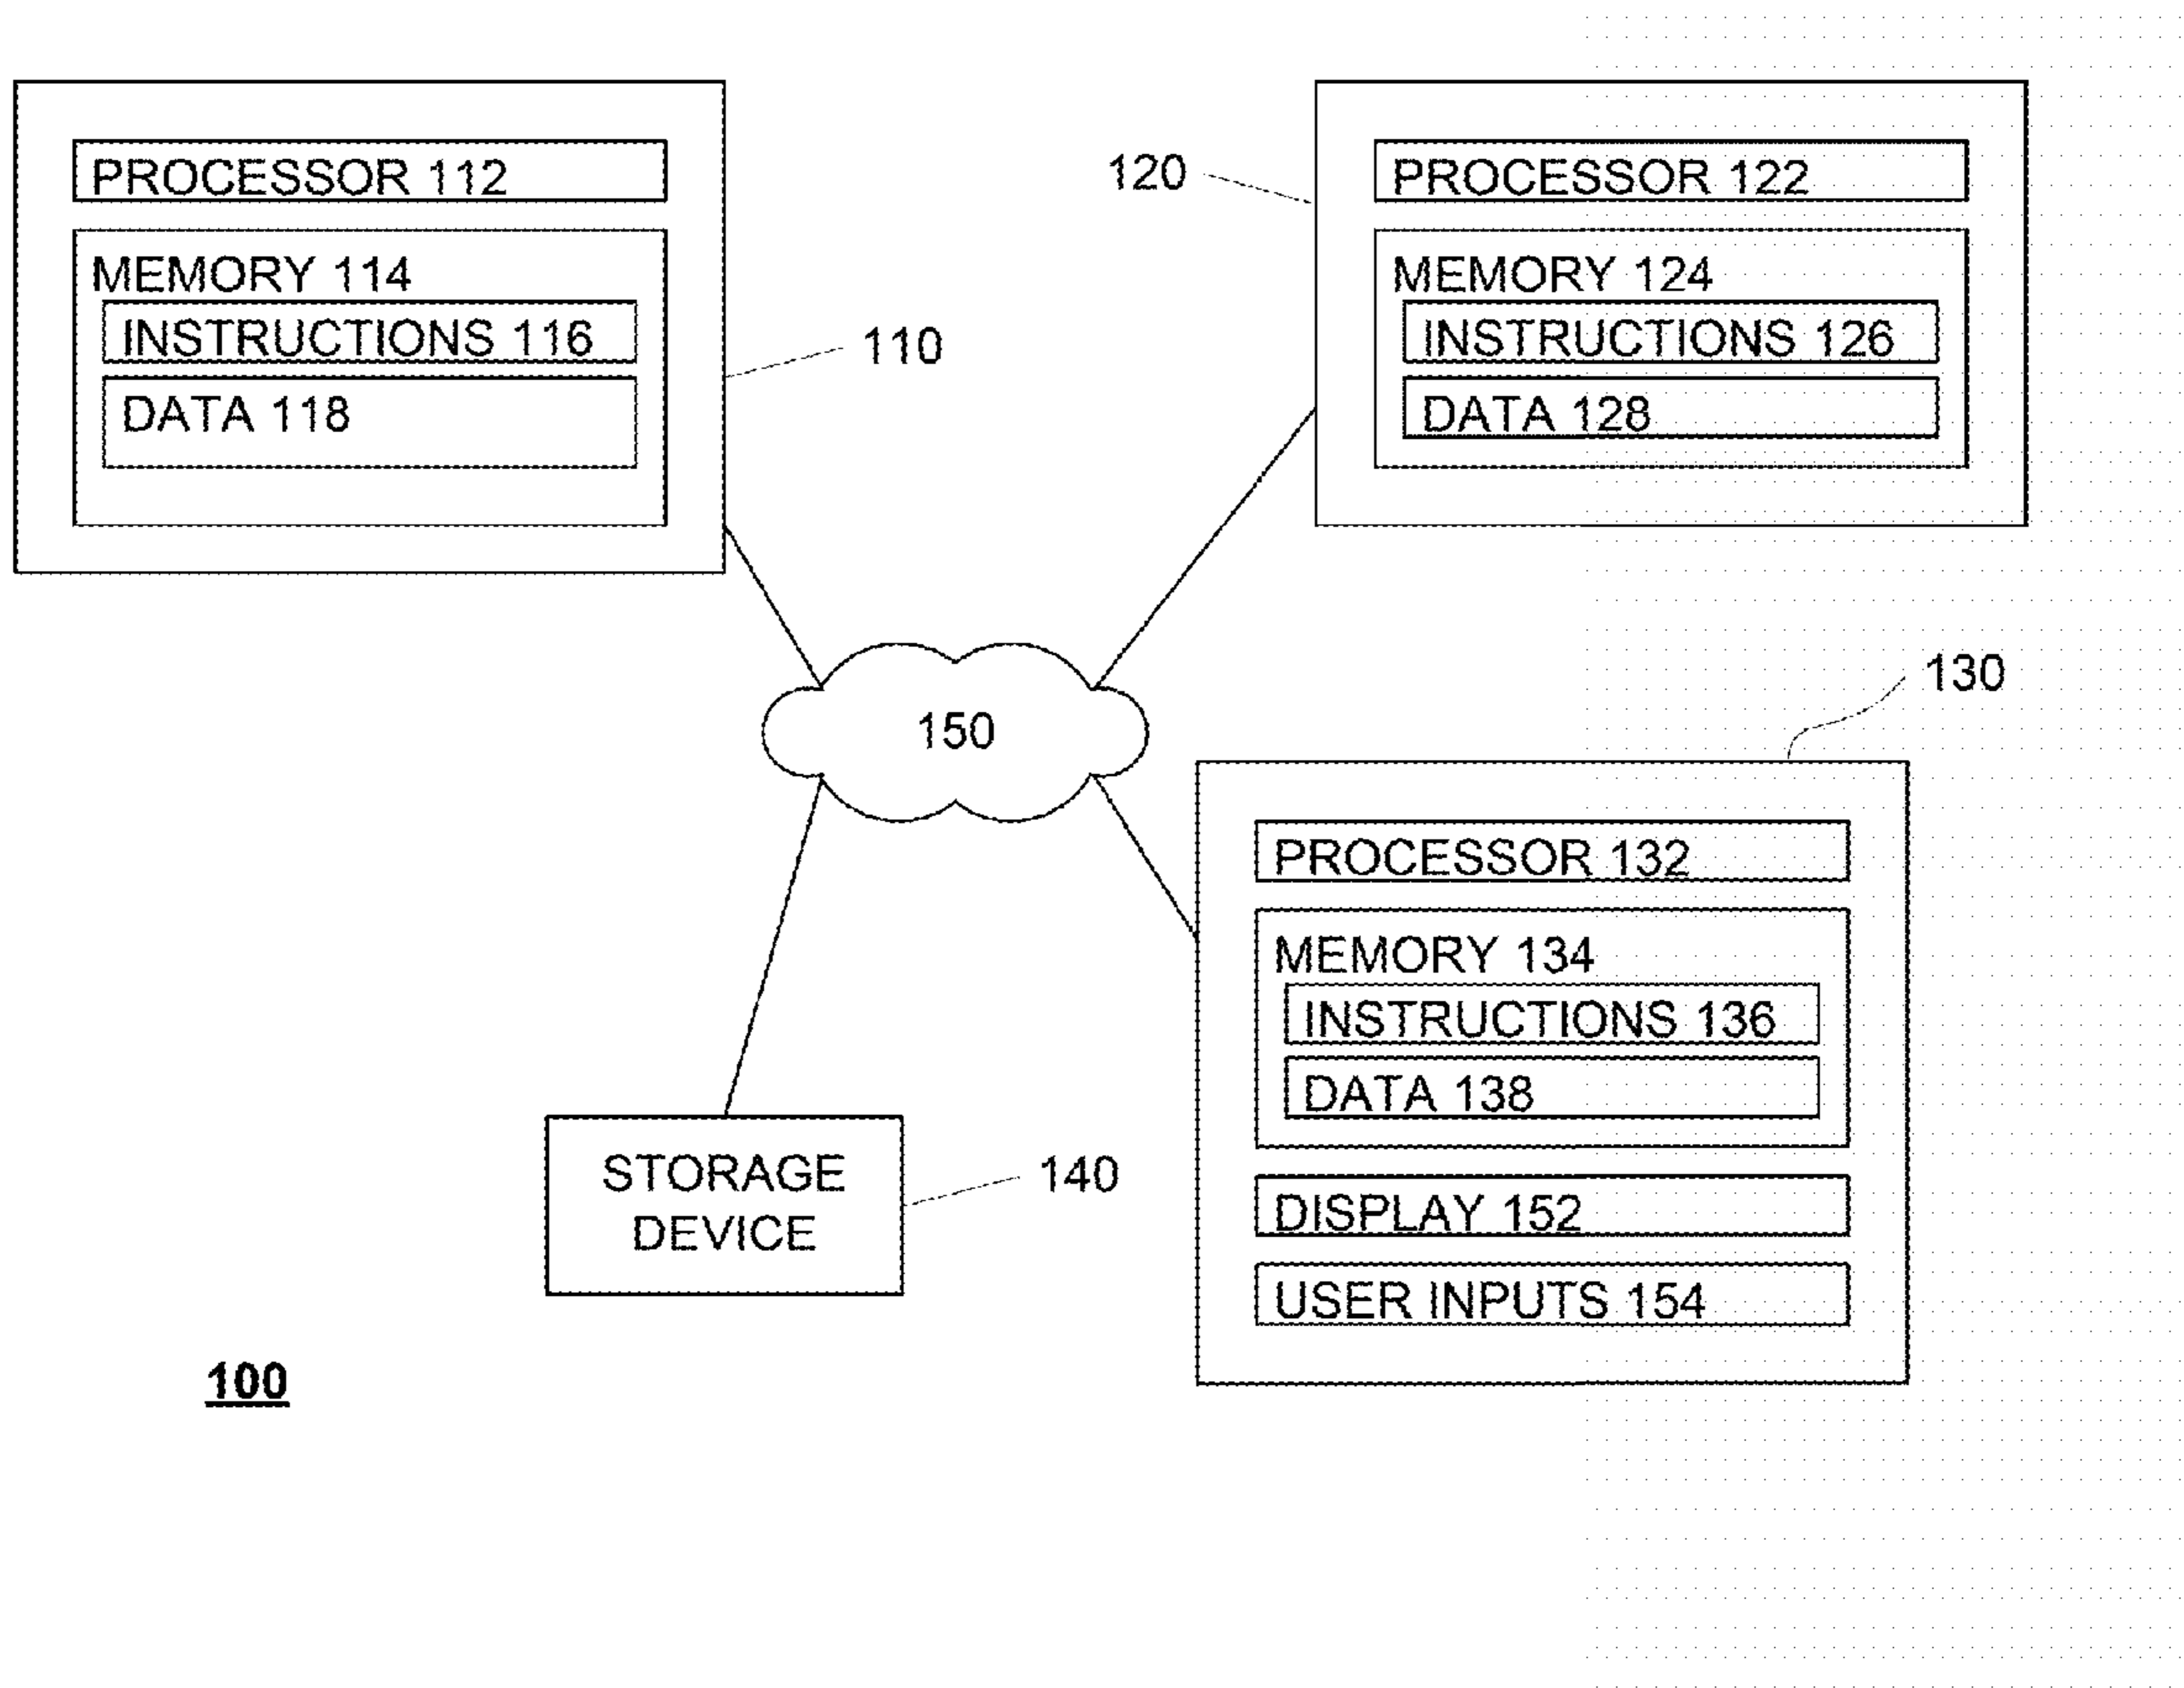 PROCESSOR 112
MEMORY 114
INSTRUCTIONS 116
DATA 118
110
120
PROCESSOR 122
MEMORY 124
INSTRUCTIONS 126
DATA 128
150
130
PROCESSOR 132
MEMORY 134
INSTRUCTIONS 136
DATA 138
DISPLAY 152
USER INPUTS 154
STORAGE
DEVICE
140
100